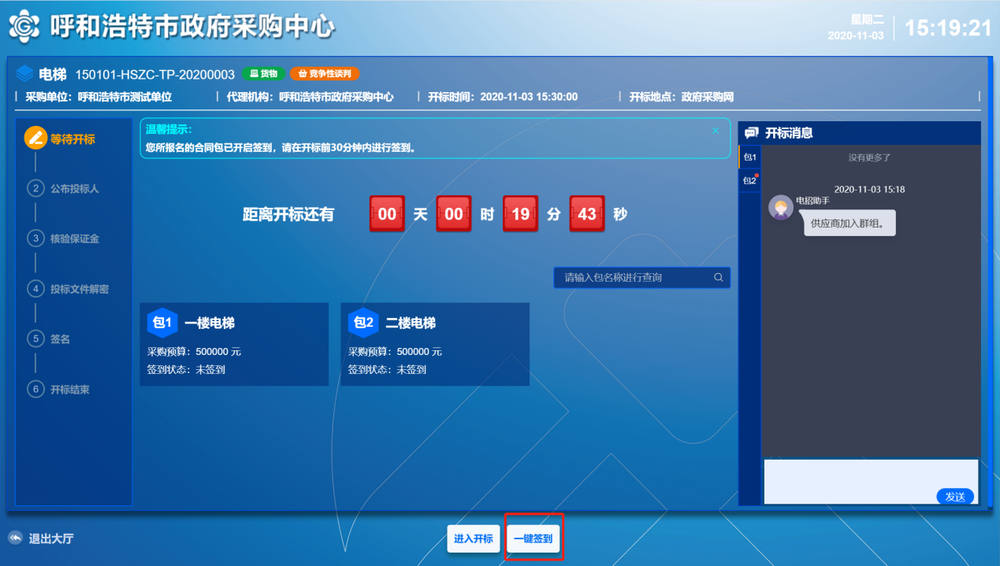 呼和浩特市政府采购中心
星期二
2020-11-03
15:19:21
电梯 150101-HSZC-TP-20200003 货物 竞争性谈判
采购单位：呼和浩特市测试单位 代理机构：呼和浩特市政府采购中心 开标时间：2020-11-03 15:30:00 开标地点：政府采购网
等待开标
2 公布投标人
3 核验保证金
4 投标文件解密
5 签名
6 开标结束
温馨提示：
您所报名的合同包已开启签到，请在开标前30分钟内进行签到。
距离开标还有 00 天 00 时 19 分 43 秒
请输入包名称进行查询
包1 一楼电梯
采购预算：500000 元
签到状态：未签到
包2 二楼电梯
采购预算：500000 元
签到状态：未签到
开标消息
包1
包2
没有更多了
2020-11-03 15:18
电招助手
供应商加入群组。
发送
退出大厅
进入开标
一键签到